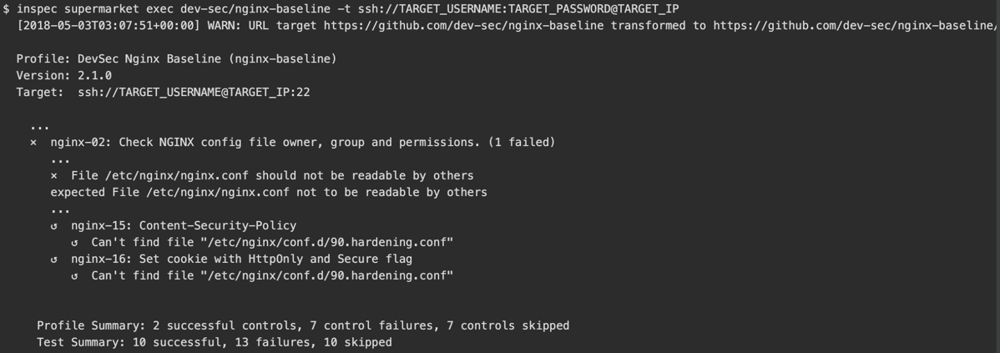 $ inspec supermarket exec dev-sec/nginx-baseline -t ssh://TARGET_USERNAME:TARGET_PASSWORD@TARGET_IP
[2018-05-03T03:07:51+00:00] WARN: URL target https://github.com/dev-sec/nginx-baseline transformed to https://github.com/dev-sec/nginx-baseline/
Profile: DevSec Nginx Baseline (nginx-baseline)
Version: 2.1.0
Target:  ssh://TARGET_USERNAME@TARGET_IP:22
...
×  nginx-02: Check NGINX config file owner, group and permissions. (1 failed)
...
×  File /etc/nginx/nginx.conf should not be readable by others
expected File /etc/nginx/nginx.conf not to be readable by others
...
↺  nginx-15: Content-Security-Policy
↺  Can't find file "/etc/nginx/conf.d/90.hardening.conf"
↺  nginx-16: Set cookie with HttpOnly and Secure flag
↺  Can't find file "/etc/nginx/conf.d/90.hardening.conf"
Profile Summary: 2 successful controls, 7 control failures, 7 controls skipped
Test Summary: 10 successful, 13 failures, 10 skipped